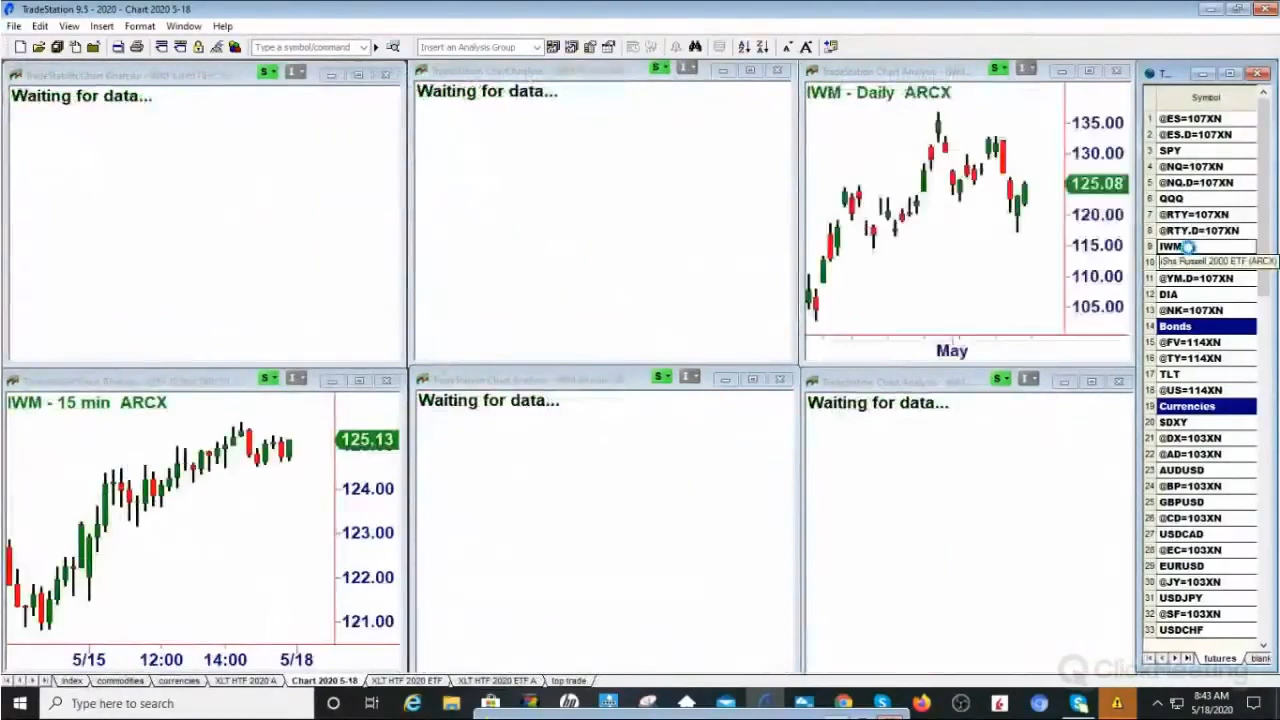 TradeStation 9.5 - 2020 - Chart 2020 5-18
File Edit View Insert Format Window Help
Type a symbol/command
Insert an Analysis Group
Waiting for data...
Waiting for data...
IWM - Daily ARCX
135.00
130.00
125.08
120.00
115.00
105.00
May
IWM - 15 min ARCX
125.13
124.00
123.00
122.00
121.00
5/15 12:00 14:00 5/18
Waiting for data...
Waiting for data...
T...
Symbol
1 @ES=107XN
2 @ES.D=107XN
3 SPY
4 @NQ=107XN
5 @NQ.D=107XN
6 QQQ
7 @RTY=107XN
8 @RTY.D=107XN
9 IWM
10 iShs Russell 2000 ETF (ARCX)
11 @YM.D=107XN
12 DIA
13 @NK=107XN
14 Bonds
15 @FV=114XN
16 @TY=114XN
17 TLT
18 @US=114XN
19 Currencies
20 $DXY
21 @DX=103XN
22 @AD=103XN
23 AUDUSD
24 @BP=103XN
25 GBPUSD
26 @CD=103XN
27 USDCAD
28 @EC=103XN
29 EURUSD
30 @JY=103XN
31 USDJPY
32 @SF=103XN
33 USDCHF
futures blank
ClickMeeting
index commodities currencies XLT HTF 2020 A Chart 2020 5-18 XLT HTF 2020 ETF XLT HTF 2020 ETF A top trade
Type here to search
8:43 AM
5/18/2020